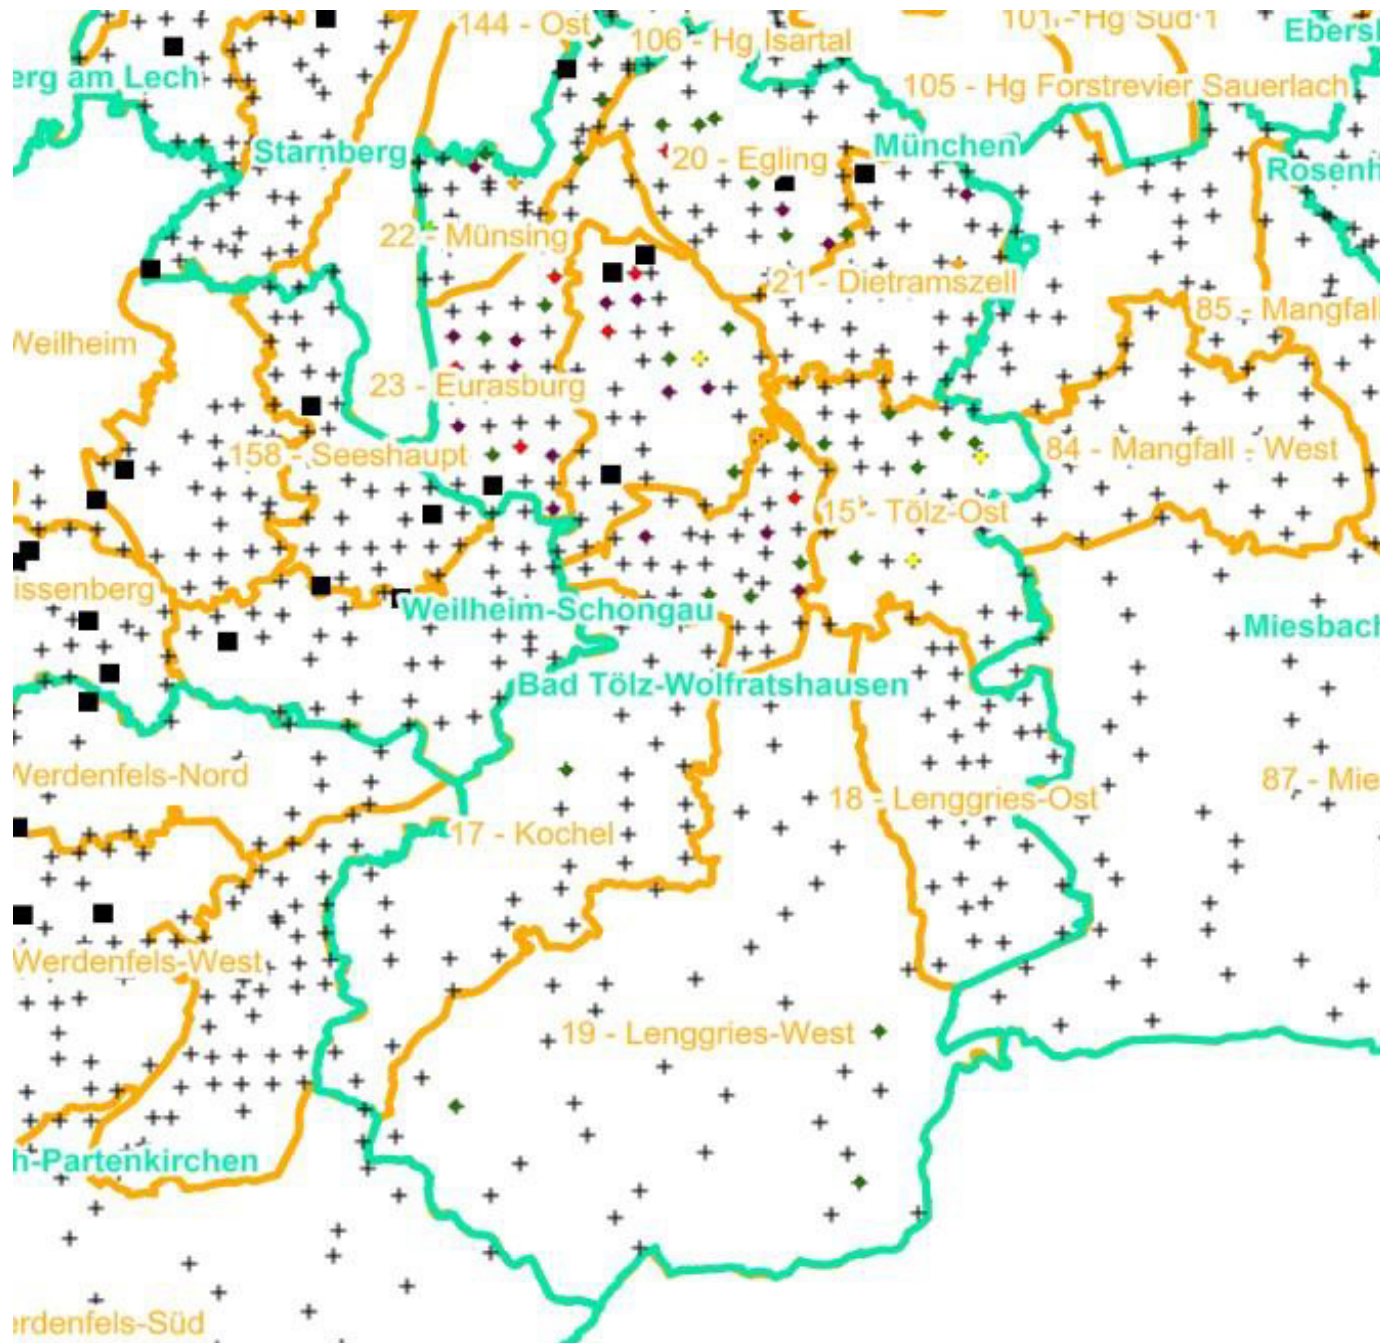 144 - Ost
106 - Hg Isartal
101 - Hg Süd 1
Ebersl
erg am Lech
105 - Hg Forstrevier Sauerlach
Starnberg
20 - Egling
München
Rosenh
22 - Münsing
21 - Dietramszell
85 - Mangfall
Weilheim
23 - Eurasburg
158 - Seeshaupt
84 - Mangfall - West
15 - Tölz-Ost
issenberg
Weilheim-Schongau
Miesbach
Bad Tölz-Wolfratshausen
Werdenfels-Nord
87 - Mie
18 - Lenggries-Ost
17 - Kochel
Werdenfels-West
19 - Lenggries-West
h-Partenkirchen
erdenfels-Süd